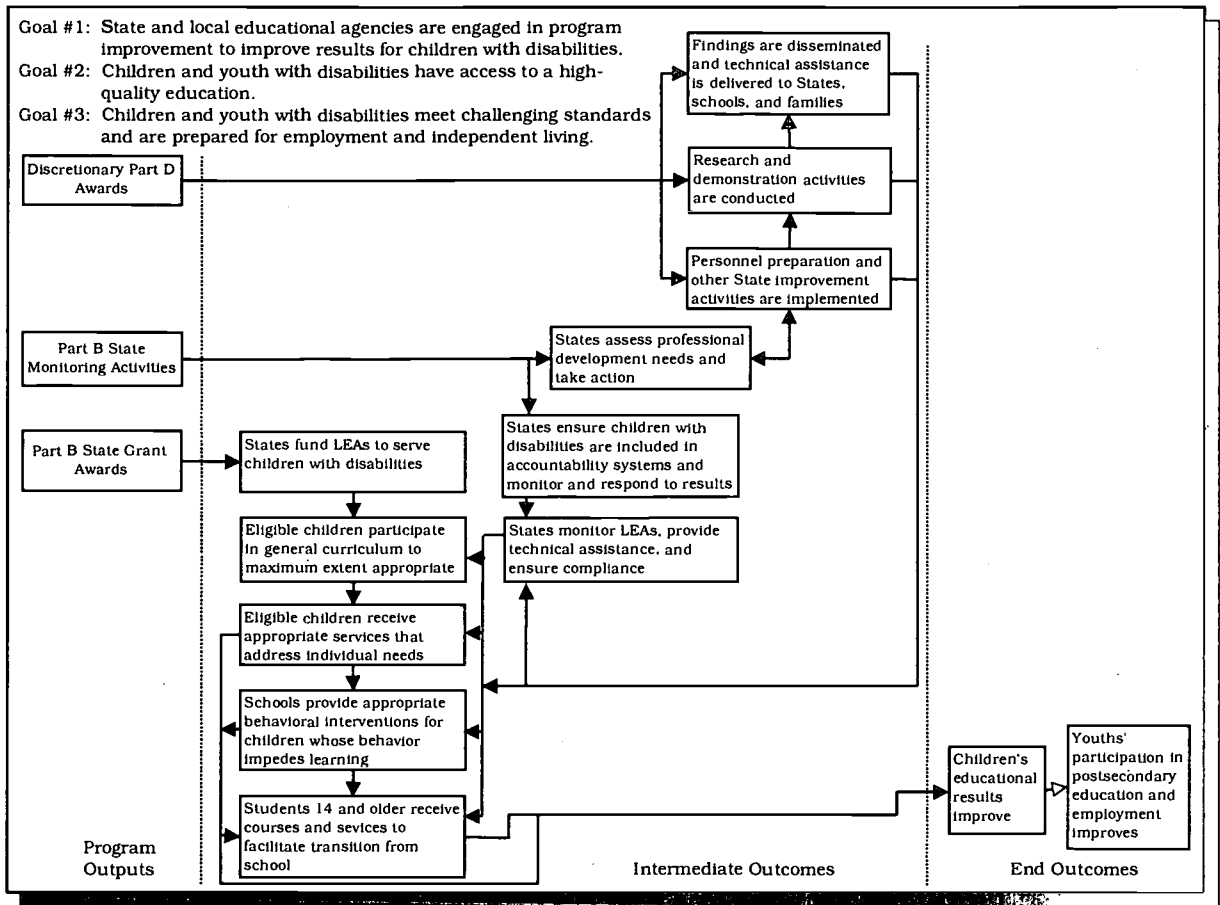 Goal #1: State and local educational agencies are engaged in program
improvement to improve results for children with disabilities.
Goal #2: Children and youth with disabilities have access to a high-
quality education.
Goal #3: Children and youth with disabilities meet challenging standards
and are prepared for employment and independent living.
Findings are disseminated
and technical assistance
is delivered to States,
schools, and families
Discretionary Part D
Awards
Research and
demonstration activities
are conducted
Personnel preparation and
other State improvement
activities are implemented
Part B State
Monitoring Activities
States assess professional
development needs and
take action
Part B State Grant
Awards
States fund LEAs to serve
children with disabilities
States ensure children with
disabilities are included in
accountability systems and
monitor and respond to results
Eligible children participate
in general curriculum to
maximum extent appropriate
States monitor LEAs, provide
technical assistance, and
ensure compliance
Eligible children receive
appropriate services that
address individual needs
Schools provide appropriate
behavioral interventions for
children whose behavior
impedes learning
Students 14 and older receive
courses and sevices to
facilitate transition from
school
Children's
educational
results
improve
Youths'
participation in
postsecondary
education and
employment
improves
Program
Outputs
Intermediate Outcomes
End Outcomes